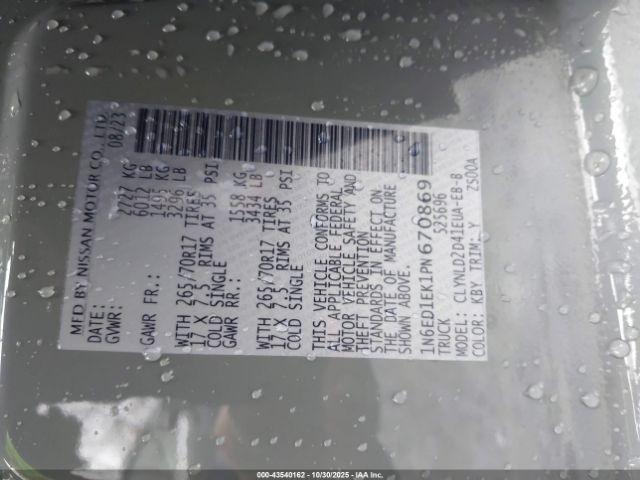 MFD BY NISSAN MOTOR CO., LTD
DATE: 08/23
GVWR: 2727 KG
6012 LB
GAWR FR.: 1495 KG
3296 LB
WITH 265/70R17 TIRES
17 X 7.5 RIMS AT 35 PSI
COLD SINGLE
GAWR RR.: 1558 KG
3434 LB
WITH 265/70R17 TIRES
17 X 7.5 RIMS AT 35 PSI
COLD SINGLE
THIS VEHICLE CONFORMS TO
ALL APPLICABLE FEDERAL
MOTOR VEHICLE SAFETY AND
THEFT PREVENTION
STANDARDS IN EFFECT ON
THE DATE OF MANUFACTURE
SHOWN ABOVE.
1N6ED1EK1PN670869
TRUCK 525696
MODEL: CLYNLD2D41EUA-EB-B
COLOR: KBY TRIM: Y ZS00A
000-43540162 - 10/30/2025 - IAA Inc.